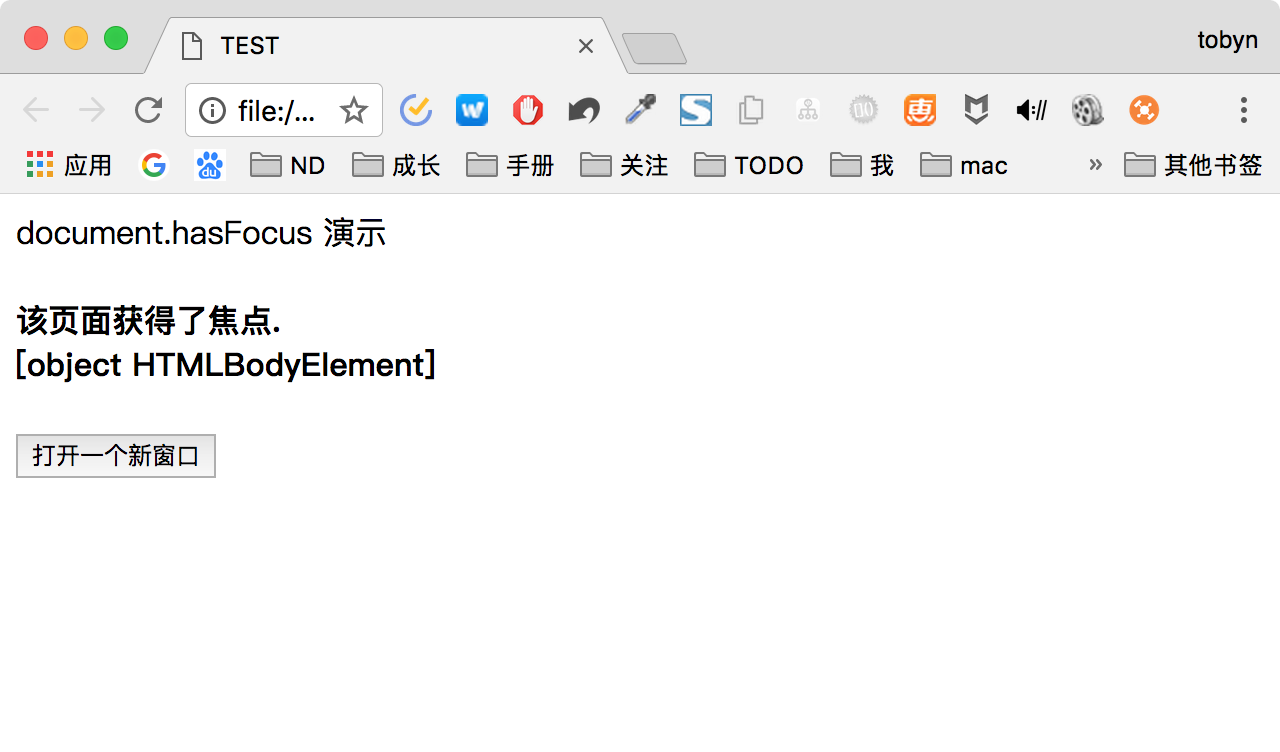 TEST
tobyn
file:/...
应用
du
ND
成长
手册
关注
TODO
我
mac
»
其他书签
document.hasFocus 演示
该页面获得了焦点.
[object HTMLBodyElement]
打开一个新窗口